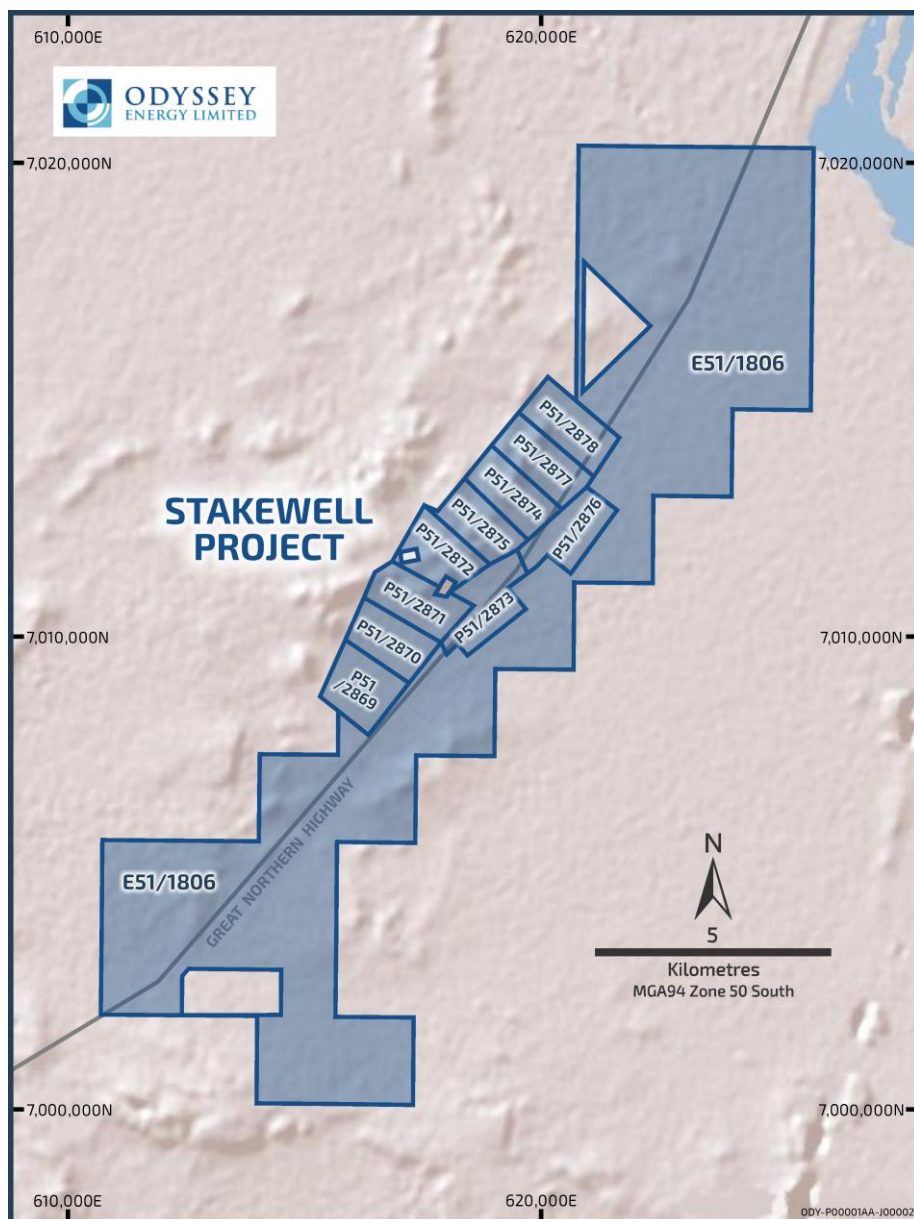 610,000E
620,000E
ODYSSEY
ENERGY LIMITED
7,020,000N
7,020,000N
E51/1806
P51/2878
P51/2877
P51/2874
P51/2876
P51/2875
STAKEWELL
PROJECT
P51/2872
P51/2871
P51/2873
P51/2870
7,010,000N
7,010,000N
P51
/2869
GREAT NORTHERN HIGHWAY
E51/1806
N
5
Kilometres
MGA94 Zone 50 South
7,000,000N
7,000,000N
610,000E
620,000E
ODY-P00001AA-J00002